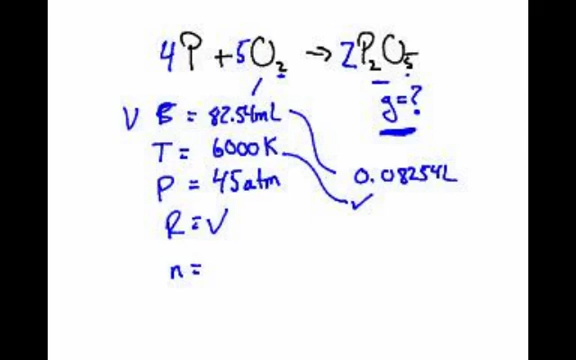 4P + 5O₂ → 2P₂O₅
g = ?
V = 82.54mL
T = 6000K
0.08254L
P = 45atm
✓
R = ✓
n =